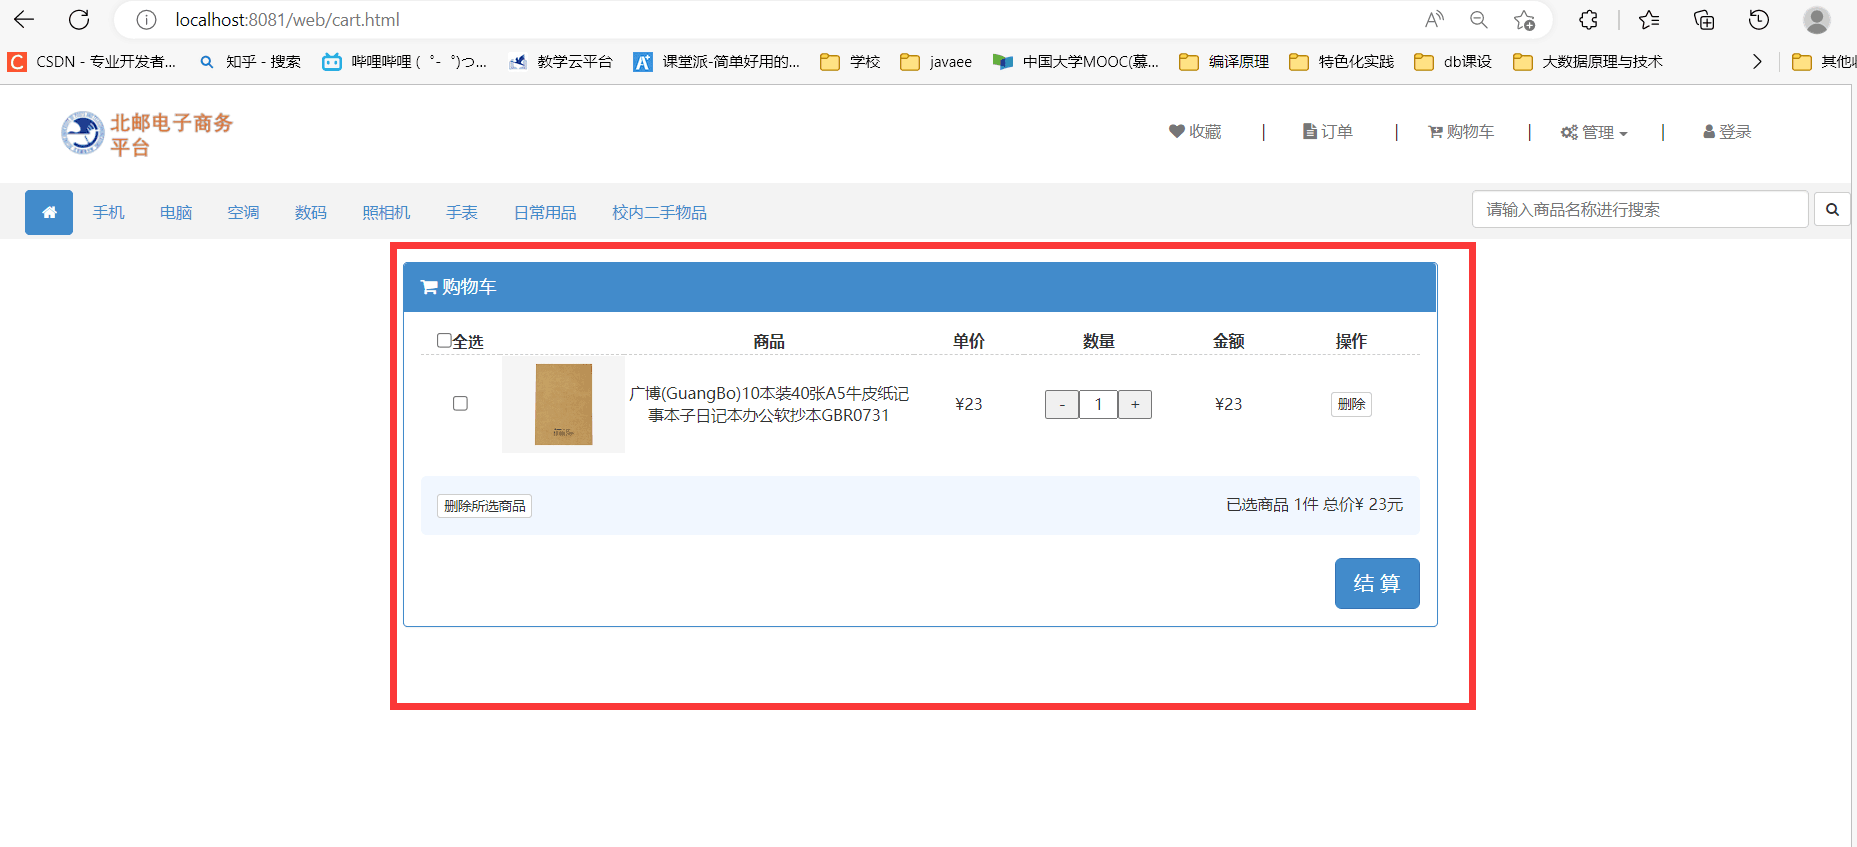 localhost:8081/web/cart.html
CSDN - 专业开发者... 知乎 - 搜索 哔哩哔哩 ( ゜- ゜)つ... 教学云平台 课堂派-简单好用的... 学校 javaee 中国大学MOOC(慕... 编译原理 特色化实践 db课设 大数据原理与技术 其他收
北邮电子商务
平台
收藏 | 订单 | 购物车 | 管理 | 登录
手机 电脑 空调 数码 照相机 手表 日常用品 校内二手物品 请输入商品名称进行搜索
购物车
全选 商品 单价 数量 金额 操作
广博(GuangBo)10本装40张A5牛皮纸记
事本子日记本办公软抄本GBR0731
¥23 - 1 + ¥23 删除
删除所选商品 已选商品 1件 总价¥ 23元
结 算